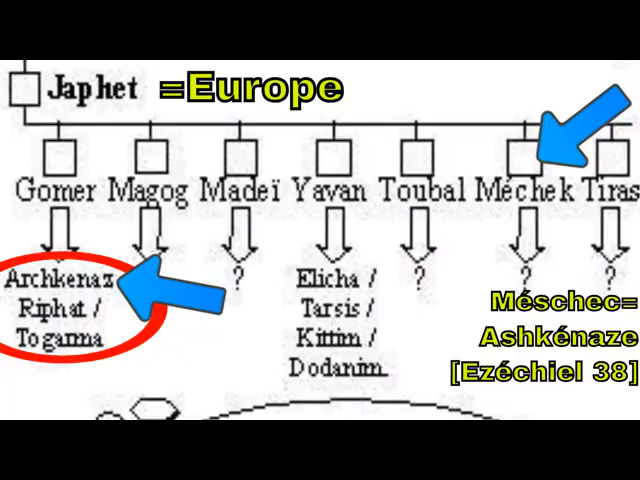 Japhet =Europe
Gomer Magog Madeï Yavan Toubal Méchek Tiras
Archkenaz ? Elicha / ? ? ?
Riphat / Tarsis /
Togarma Kittim /
Dodanim.
Méschec=
Ashkénaze
[Ezéchiel 38]